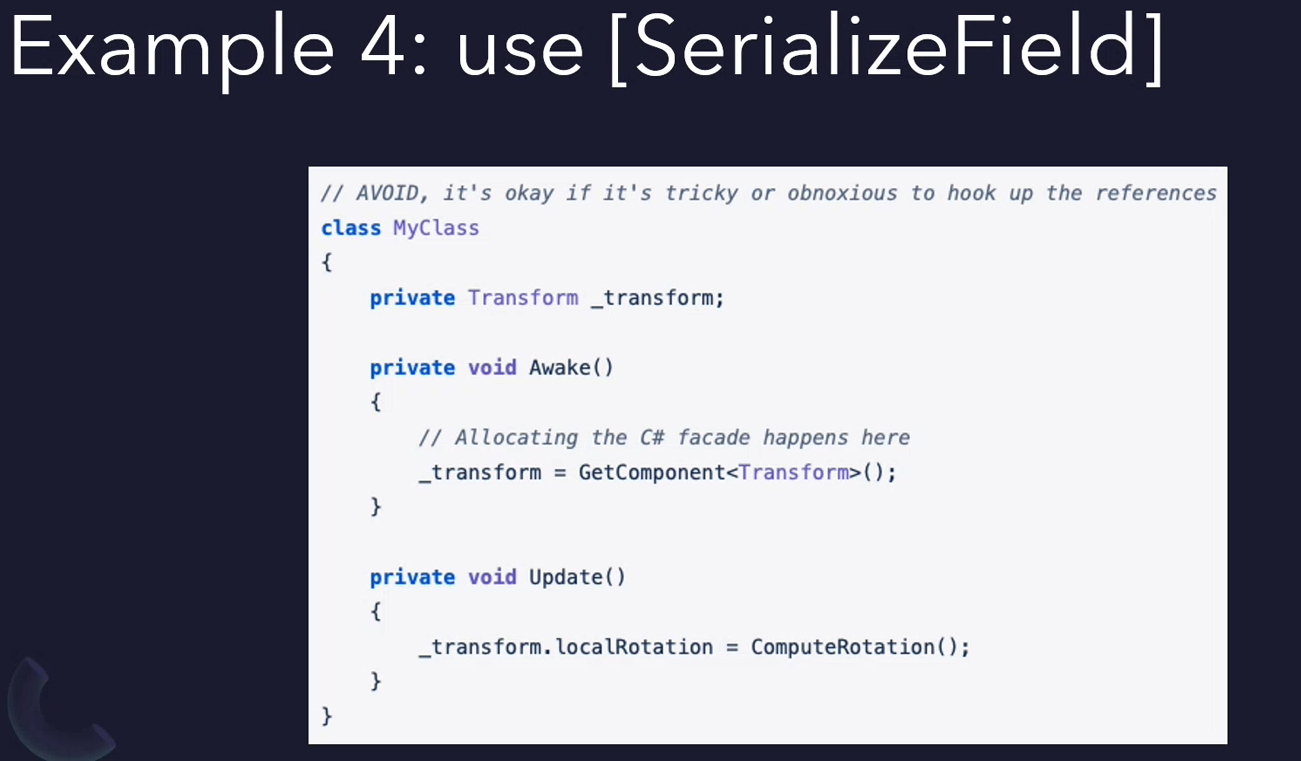 Example 4: use [SerializeField]
// AVOID, it's okay if it's tricky or obnoxious to hook up the references
class MyClass
{
    private Transform _transform;

    private void Awake()
    {
        // Allocating the C# facade happens here
        _transform = GetComponent<Transform>();
    }

    private void Update()
    {
        _transform.localRotation = ComputeRotation();
    }
}